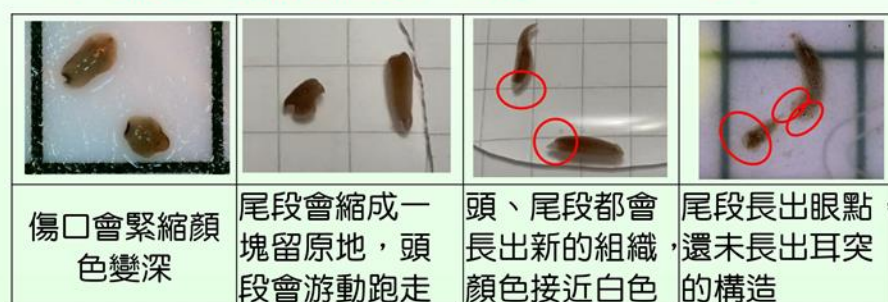 傷口會緊縮顏
色變深
尾段會縮成一
塊留原地，頭
段會游動跑走
頭、尾段都會
長出新的組織，
顏色接近白色
尾段長出眼點，
還未長出耳突
的構造